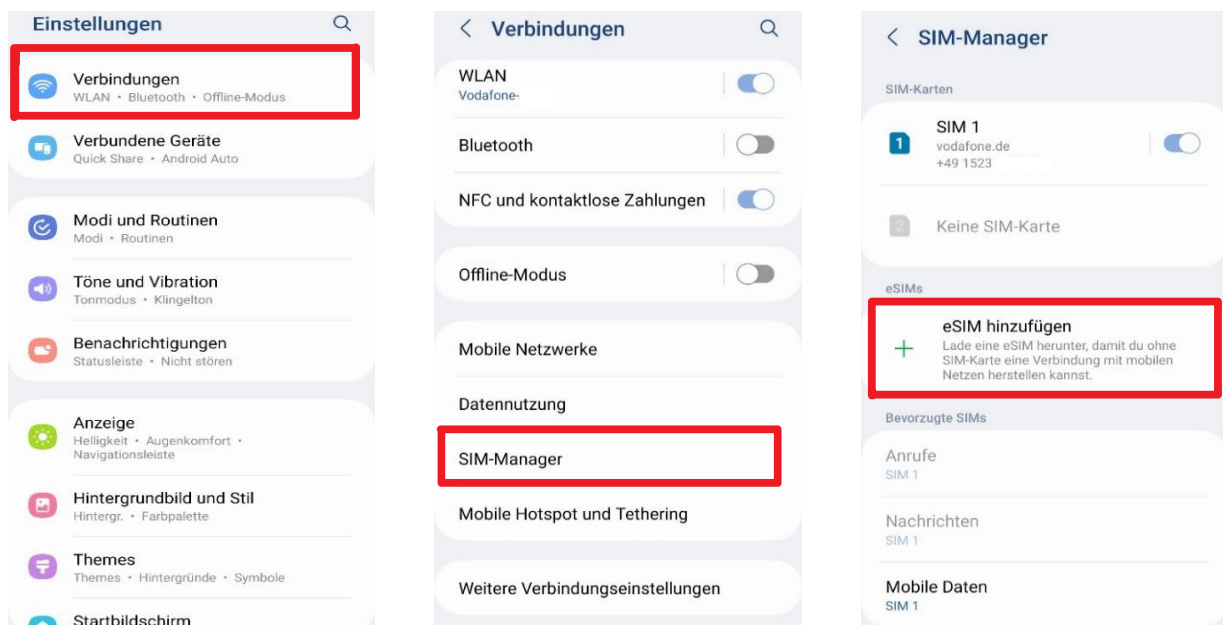 Einstellungen
Verbindungen
WLAN • Bluetooth • Offline-Modus
Verbundene Geräte
Quick Share • Android Auto
Modi und Routinen
Modi • Routinen
Töne und Vibration
Tonmodus • Klingelton
Benachrichtigungen
Statusleiste • Nicht stören
Anzeige
Helligkeit • Augenkomfort •
Navigationsleiste
Hintergrundbild und Stil
Hintergr. • Farbpalette
Themes
Themes • Hintergründe • Symbole
Startbildschirm
Verbindungen
WLAN
Vodafone-
Bluetooth
NFC und kontaktlose Zahlungen
Offline-Modus
Mobile Netzwerke
Datennutzung
SIM-Manager
Mobile Hotspot und Tethering
Weitere Verbindungseinstellungen
SIM-Manager
SIM-Karten
1
SIM 1
vodafone.de
+49 1523
2
Keine SIM-Karte
eSIMs
eSIM hinzufügen
Lade eine eSIM herunter, damit du ohne
SIM-Karte eine Verbindung mit mobilen
Netzen herstellen kannst.
Bevorzugte SIMs
Anrufe
SIM 1
Nachrichten
SIM 1
Mobile Daten
SIM 1